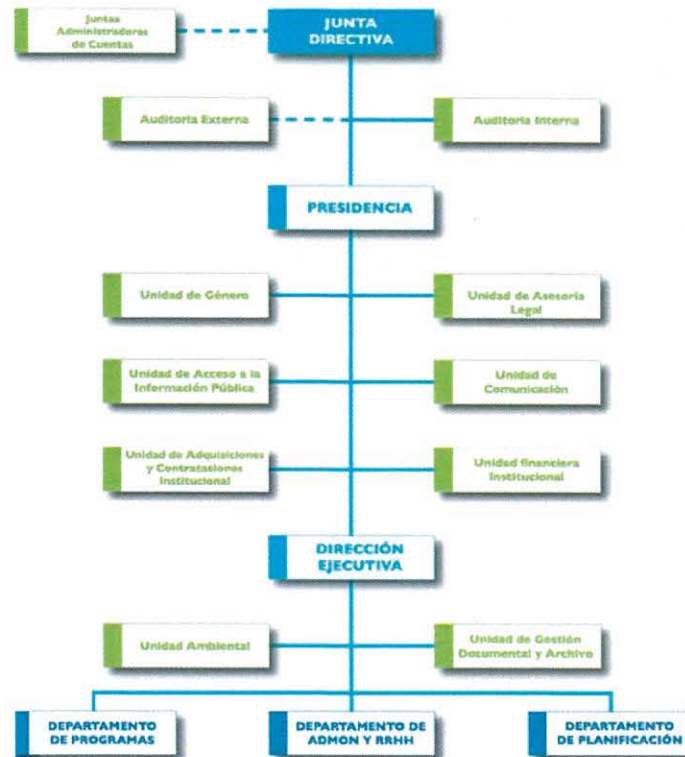 Juntas
Administradoras
de Cuentas
JUNTA
DIRECTIVA
Auditoría Externa
Auditoría Interna
PRESIDENCIA
Unidad de Género
Unidad de Asesoría
Legal
Unidad de Acceso a la
Información Pública
Unidad de
Comunicación
Unidad de Adquisiciones
y Contrataciones
Institucional
Unidad financiera
Institucional
DIRECCIÓN
EJECUTIVA
Unidad Ambiental
Unidad de Gestión
Documental y Archivo
DEPARTAMENTO
DE PROGRAMAS
DEPARTAMENTO DE
ADMON Y RRHH
DEPARTAMENTO
DE PLANIFICACIÓN